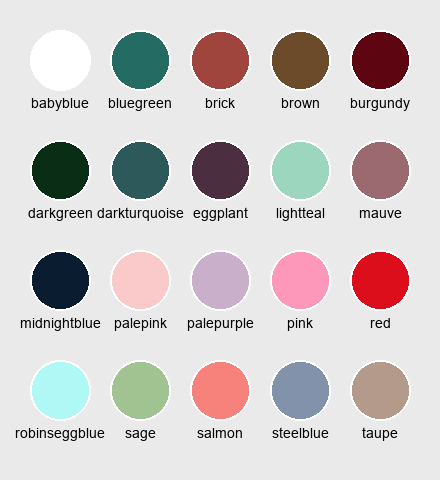 babyblue bluegreen brick brown burgundy
darkgreen darkturquoise eggplant lightteal mauve
midnightblue palepink palepurple pink red
robinseggblue sage salmon steelblue taupe